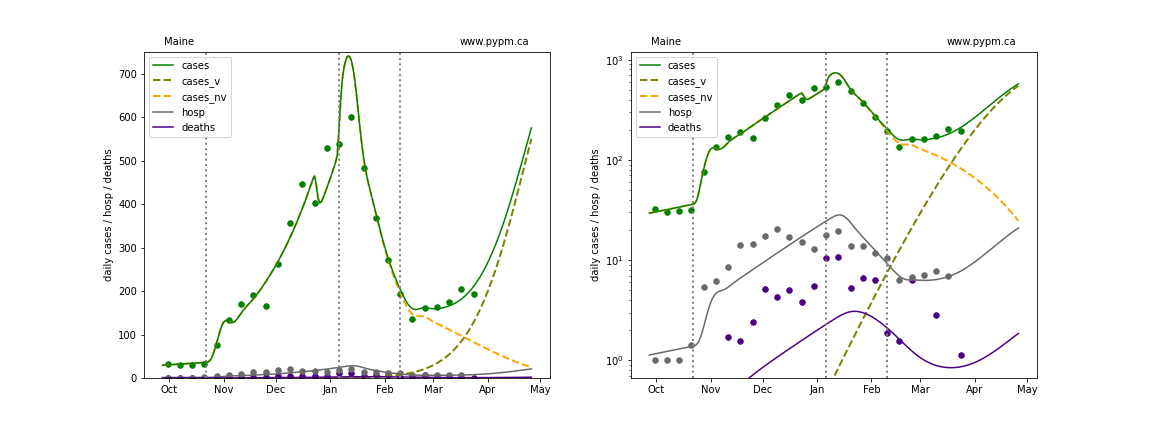 Maine www.pypm.ca
cases
cases_v
cases_nv
hosp
deaths
daily cases / hosp / deaths
700
600
500
400
300
200
100
0
Oct Nov Dec Jan Feb Mar Apr May
Maine www.pypm.ca
cases
cases_v
cases_nv
hosp
deaths
daily cases / hosp / deaths
10³
10²
10¹
10⁰
Oct Nov Dec Jan Feb Mar Apr May